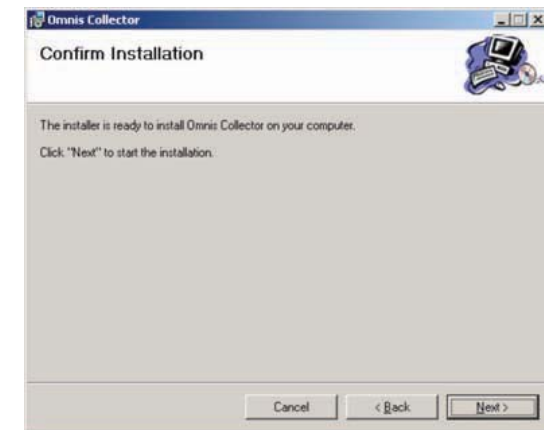 Omnis Collector
Confirm Installation
The installer is ready to install Omnis Collector on your computer.
Click "Next" to start the installation.
Cancel
< Back
Next >